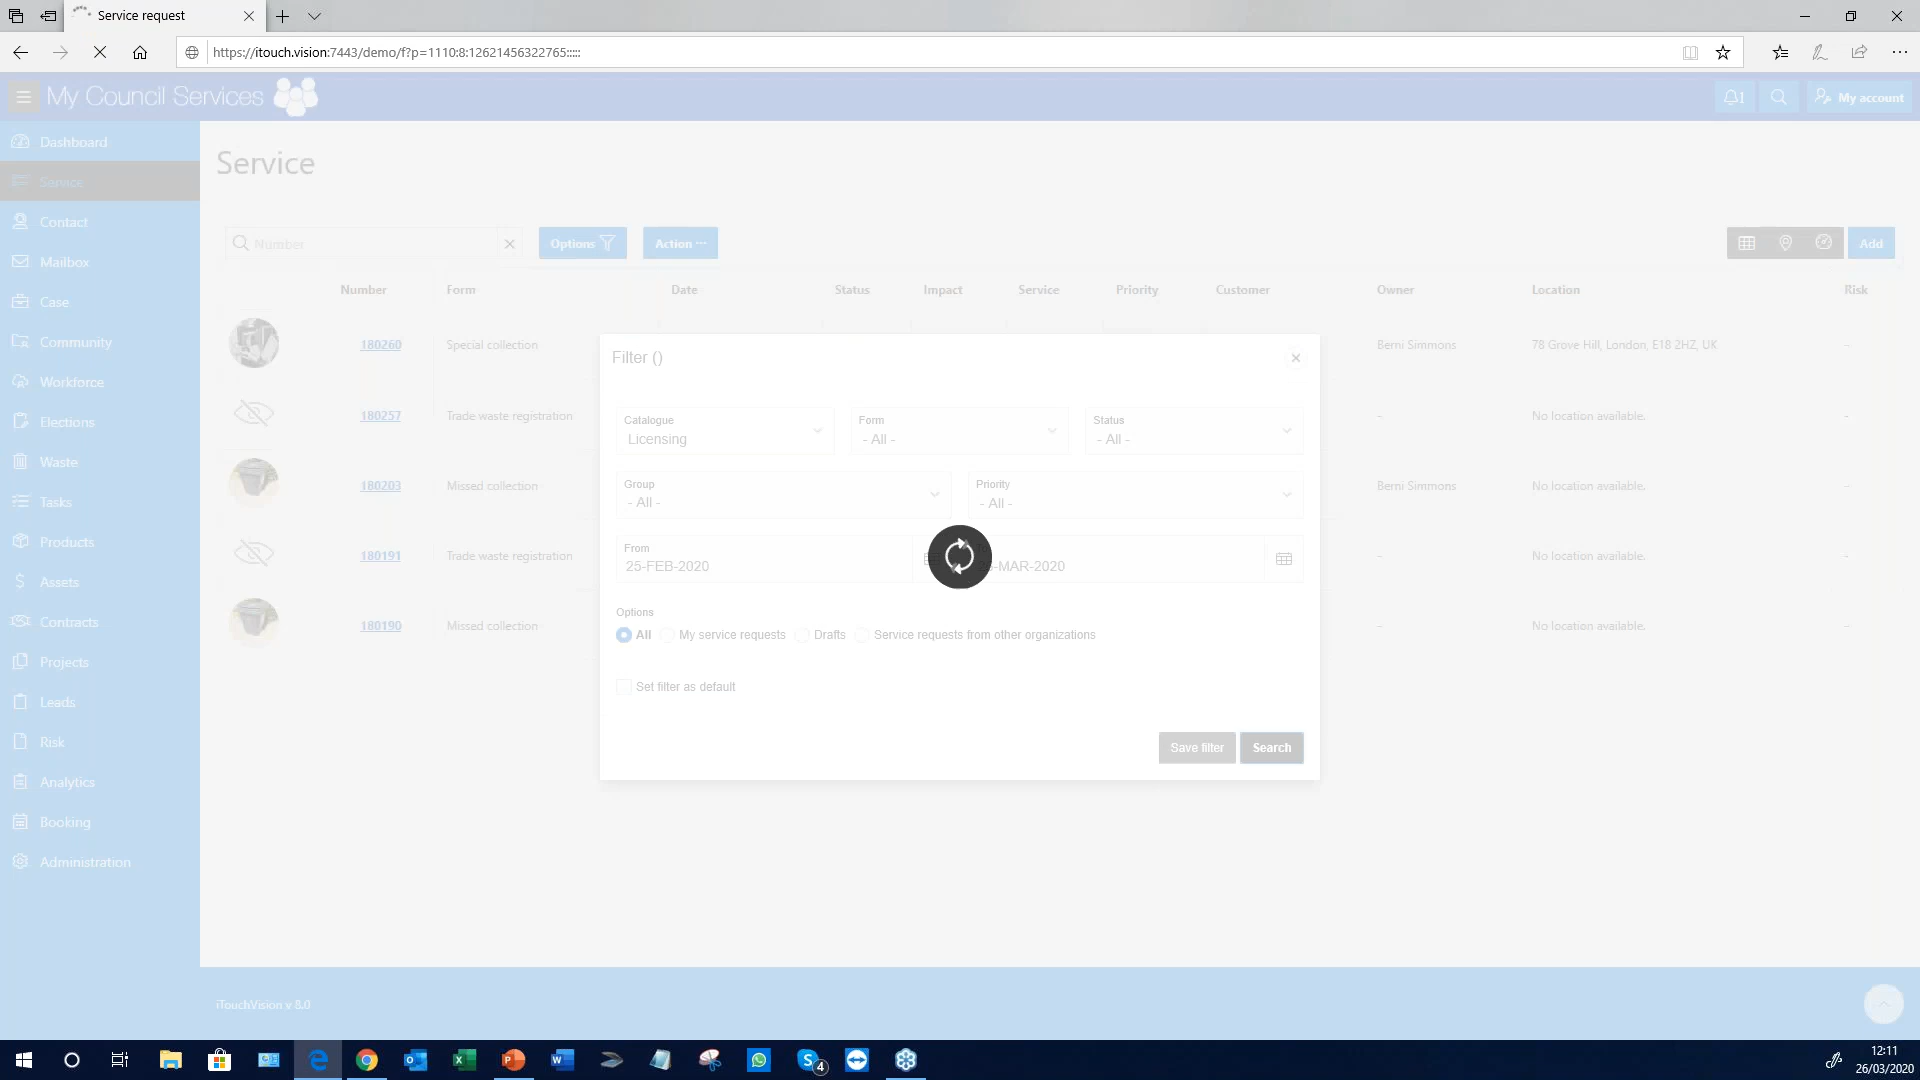 Service request
https://itouch.vision:7443/demo/f?p=1110:8:12621456322765:::::
My Council Services
1
My account
Dashboard
Service
Contact
Mailbox
Case
Community
Workforce
Elections
Waste
Tasks
Products
Assets
Contracts
Projects
Leads
Risk
Analytics
Booking
Administration
Service
Number
Options
Action ···
Add
Number Form Date Status Impact Service Priority Customer Owner Location Risk
180260 Special collection Berni Simmons 78 Grove Hill, London, E18 2HZ, UK -
180257 Trade waste registration - No location available. -
180203 Missed collection Berni Simmons No location available. -
180191 Trade waste registration - No location available. -
180190 Missed collection - No location available. -
Filter ()
Catalogue
Licensing
Form
- All -
Status
- All -
Group
- All -
Priority
- All -
From
25-FEB-2020
-MAR-2020
Options
All My service requests Drafts Service requests from other organizations
Set filter as default
Save filter Search
iTouchVision v 8.0
4
12:11
26/03/2020